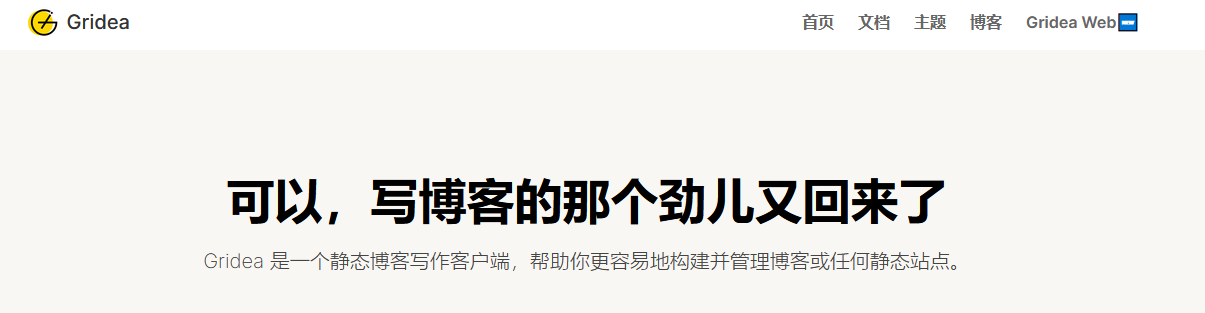 Gridea
首页 文档 主题 博客 Gridea Web
可以，写博客的那个劲儿又回来了
Gridea 是一个静态博客写作客户端，帮助你更容易地构建并管理博客或任何静态站点。